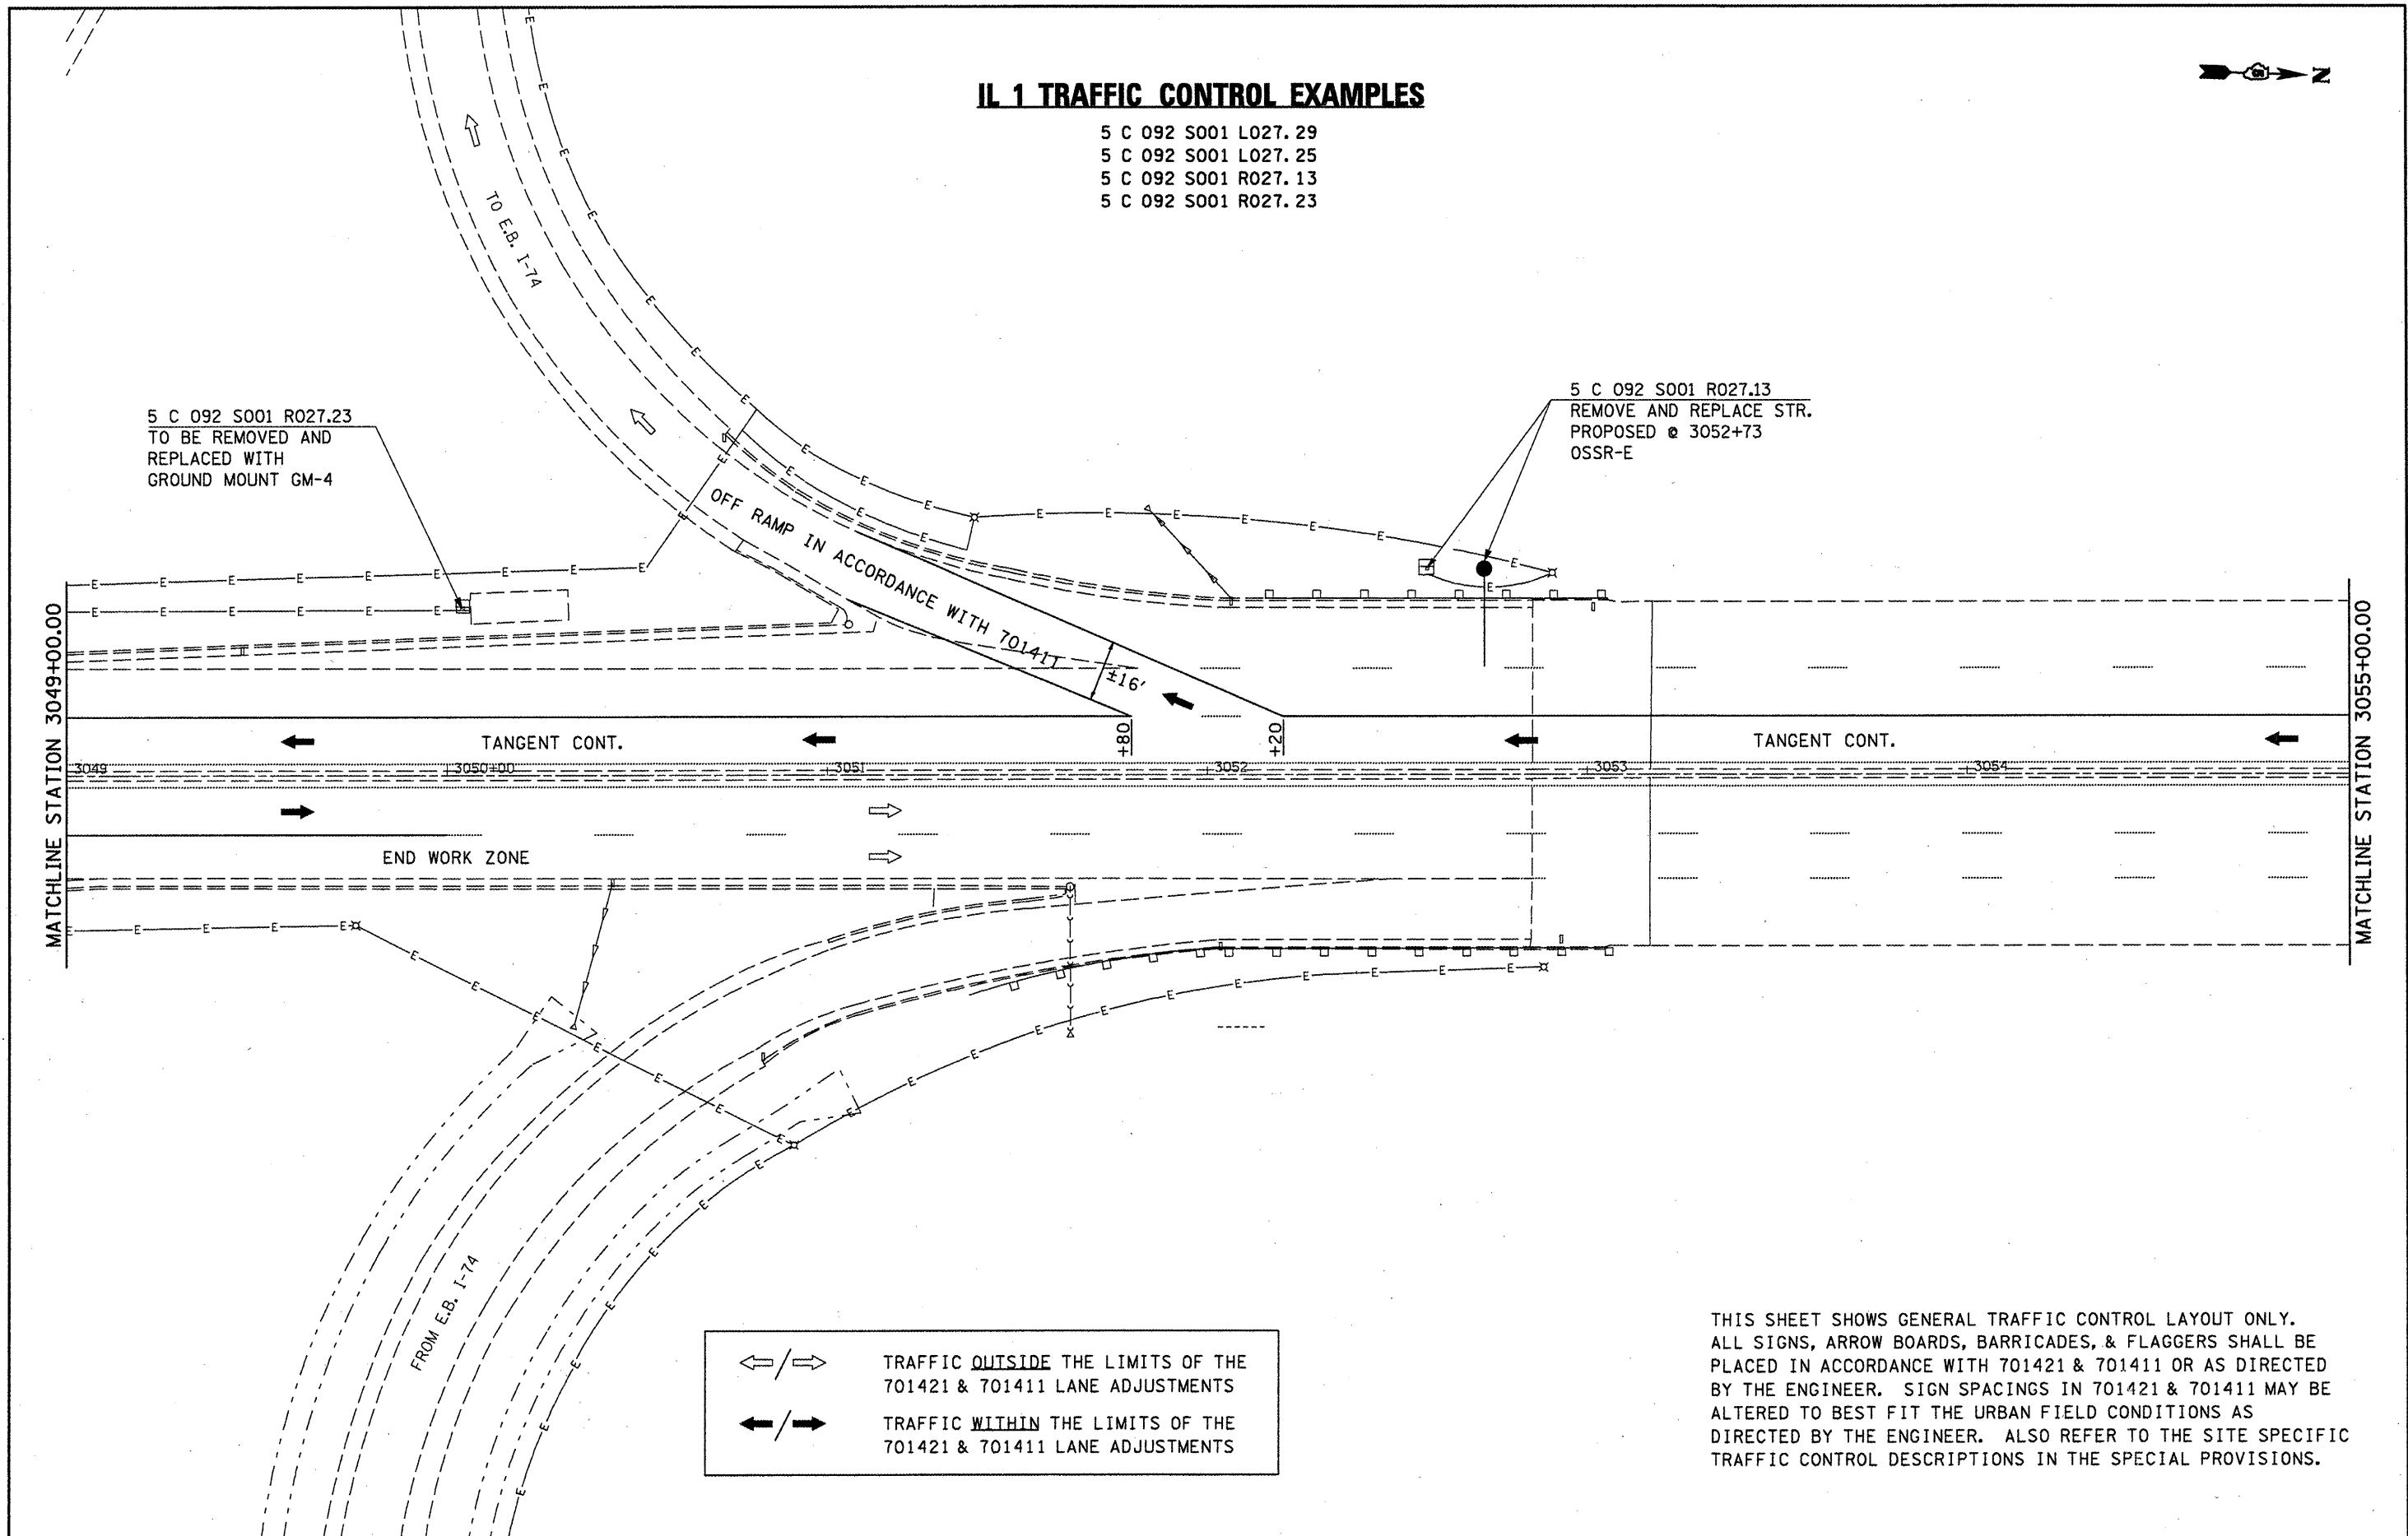 N
IL 1 TRAFFIC CONTROL EXAMPLES
5 C 092 S001 L027.29
5 C 092 S001 L027.25
5 C 092 S001 R027.13
5 C 092 S001 R027.23
TO E.B. I-74
5 C 092 S001 R027.23
TO BE REMOVED AND
REPLACED WITH
GROUND MOUNT GM-4
5 C 092 S001 R027.13
REMOVE AND REPLACE STR.
PROPOSED @ 3052+73
OSSR-E
OFF RAMP IN ACCORDANCE WITH 701411
±16'
MATCHLINE STATION 3049+00.00
MATCHLINE STATION 3055+00.00
TANGENT CONT.
+80
+20
TANGENT CONT.
3049
3050+00
3051
3052
3053
3054
END WORK ZONE
FROM E.B. I-74
TRAFFIC OUTSIDE THE LIMITS OF THE
701421 & 701411 LANE ADJUSTMENTS
TRAFFIC WITHIN THE LIMITS OF THE
701421 & 701411 LANE ADJUSTMENTS
THIS SHEET SHOWS GENERAL TRAFFIC CONTROL LAYOUT ONLY.
ALL SIGNS, ARROW BOARDS, BARRICADES, & FLAGGERS SHALL BE
PLACED IN ACCORDANCE WITH 701421 & 701411 OR AS DIRECTED
BY THE ENGINEER. SIGN SPACINGS IN 701421 & 701411 MAY BE
ALTERED TO BEST FIT THE URBAN FIELD CONDITIONS AS
DIRECTED BY THE ENGINEER. ALSO REFER TO THE SITE SPECIFIC
TRAFFIC CONTROL DESCRIPTIONS IN THE SPECIAL PROVISIONS.